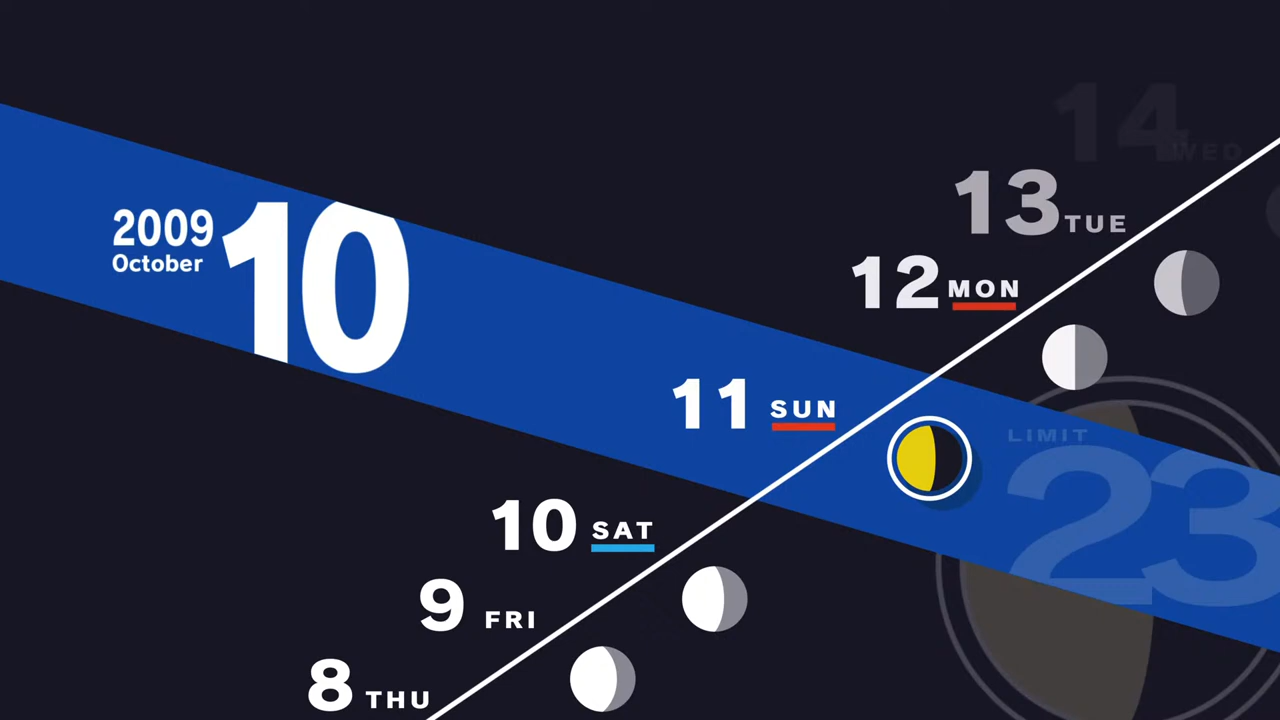 2009
October
10
14 WED
13 TUE
12 MON
11 SUN
LIMIT
23
10 SAT
9 FRI
8 THU